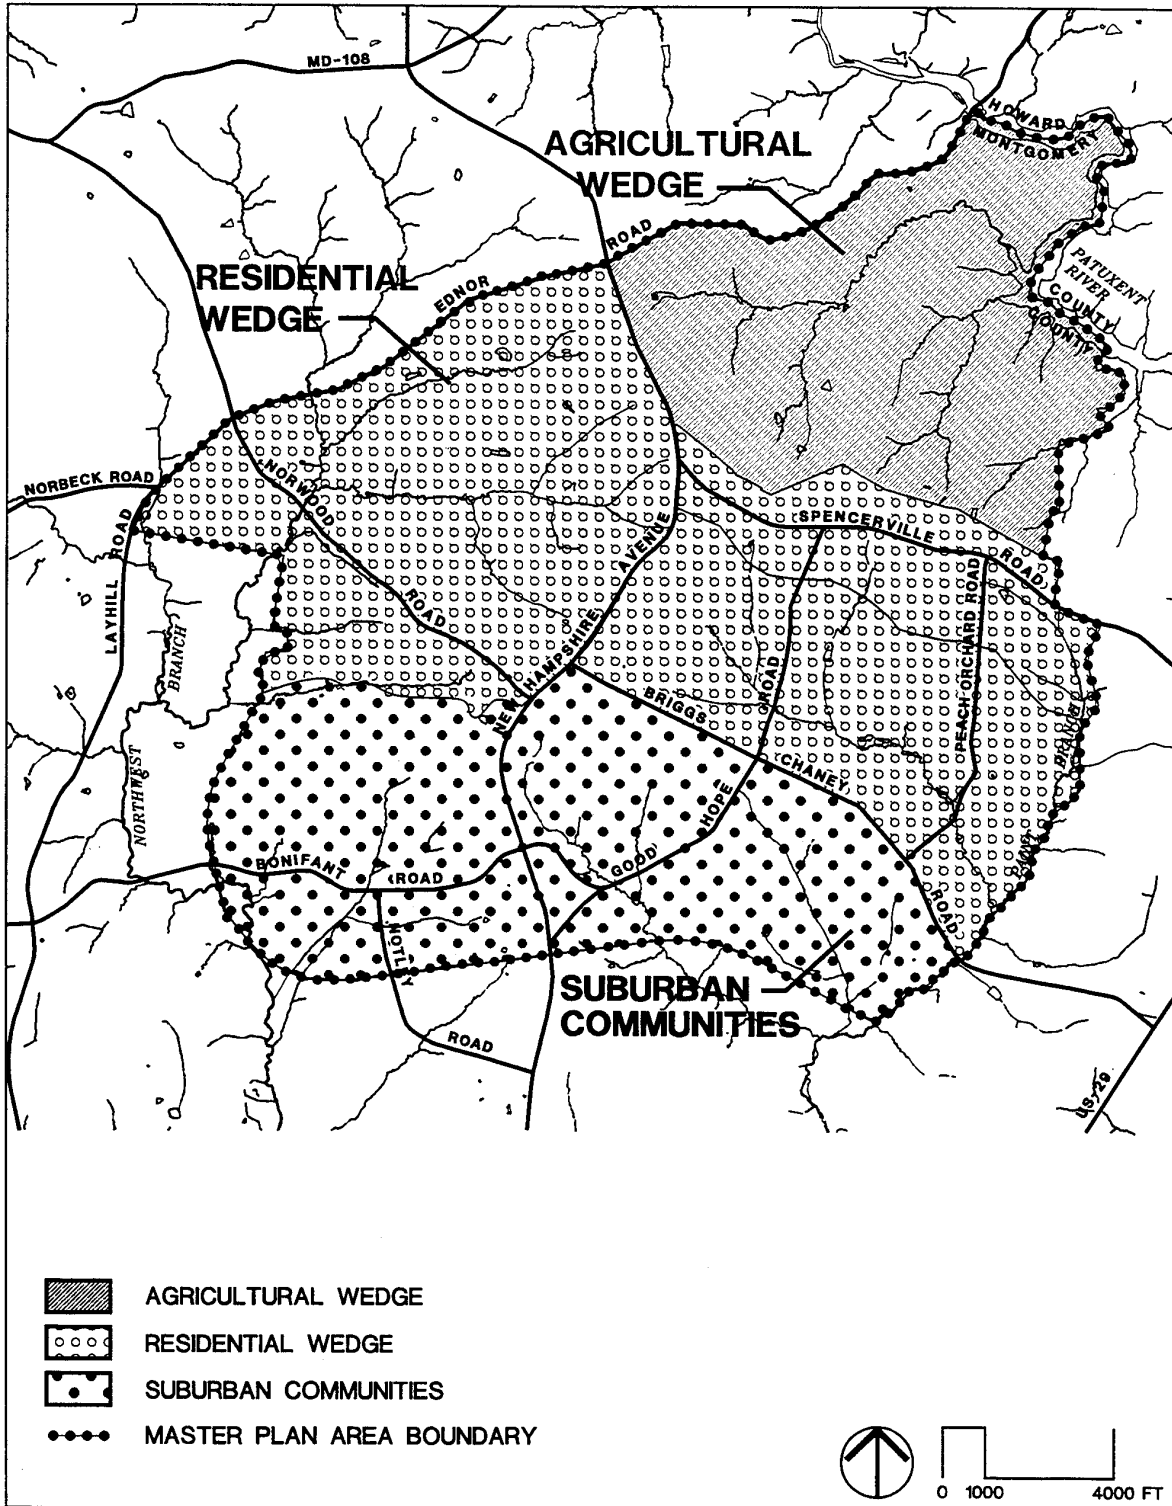 MD-108
HOWARD
MONTGOMERY
AGRICULTURAL
WEDGE
ROAD
EDNOR
PATUXENT
RIVER
COUNTY
COUNTY
RESIDENTIAL
WEDGE
NORBECK ROAD
NORWOOD
ROAD
LAYHILL ROAD
SPENCERVILLE
ROAD
NEW HAMPSHIRE AVENUE
PEACH ORCHARD ROAD
BRANCH
NORTHWEST
BRIGGS
CHANEY
ROAD
ROAD
GOOD HOPE
PAINT
BRANCH
BONIFANT
ROAD
NOTLEY
ROAD
SUBURBAN
COMMUNITIES
US-29
AGRICULTURAL WEDGE
RESIDENTIAL WEDGE
SUBURBAN COMMUNITIES
MASTER PLAN AREA BOUNDARY
0 1000 4000 FT